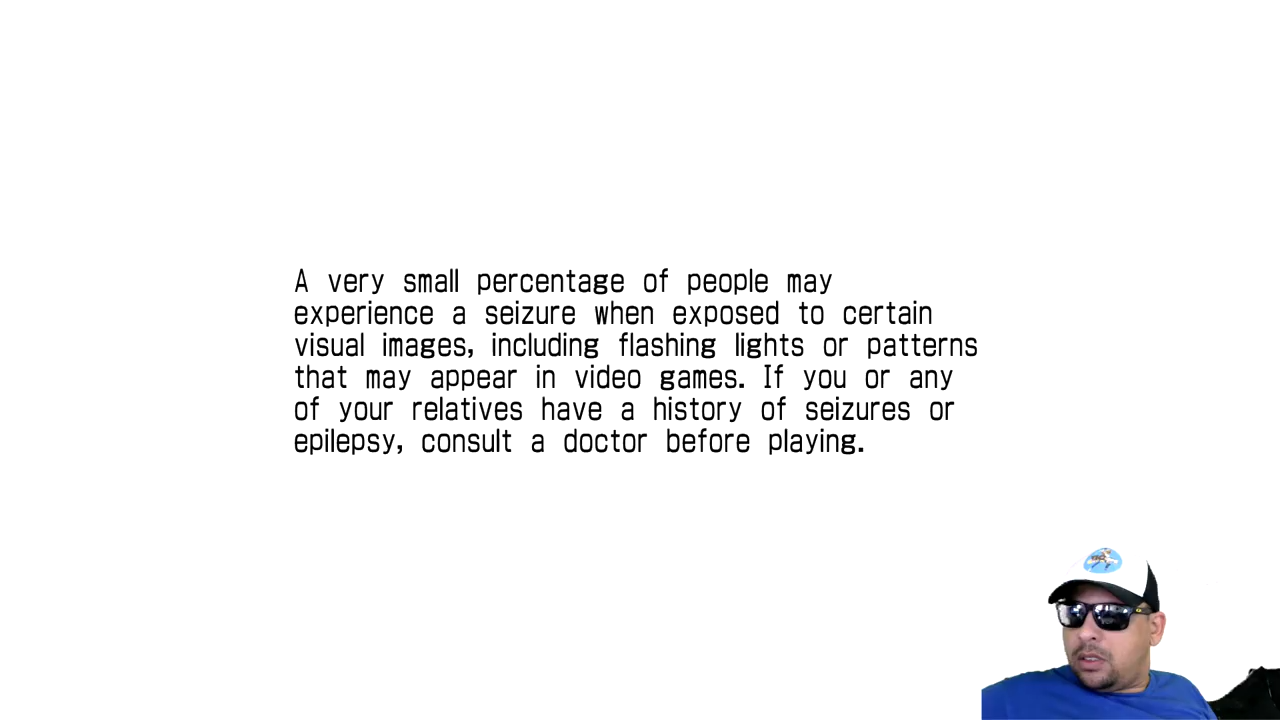 A very small percentage of people may
experience a seizure when exposed to certain
visual images, including flashing lights or patterns
that may appear in video games. If you or any
of your relatives have a history of seizures or
epilepsy, consult a doctor before playing.